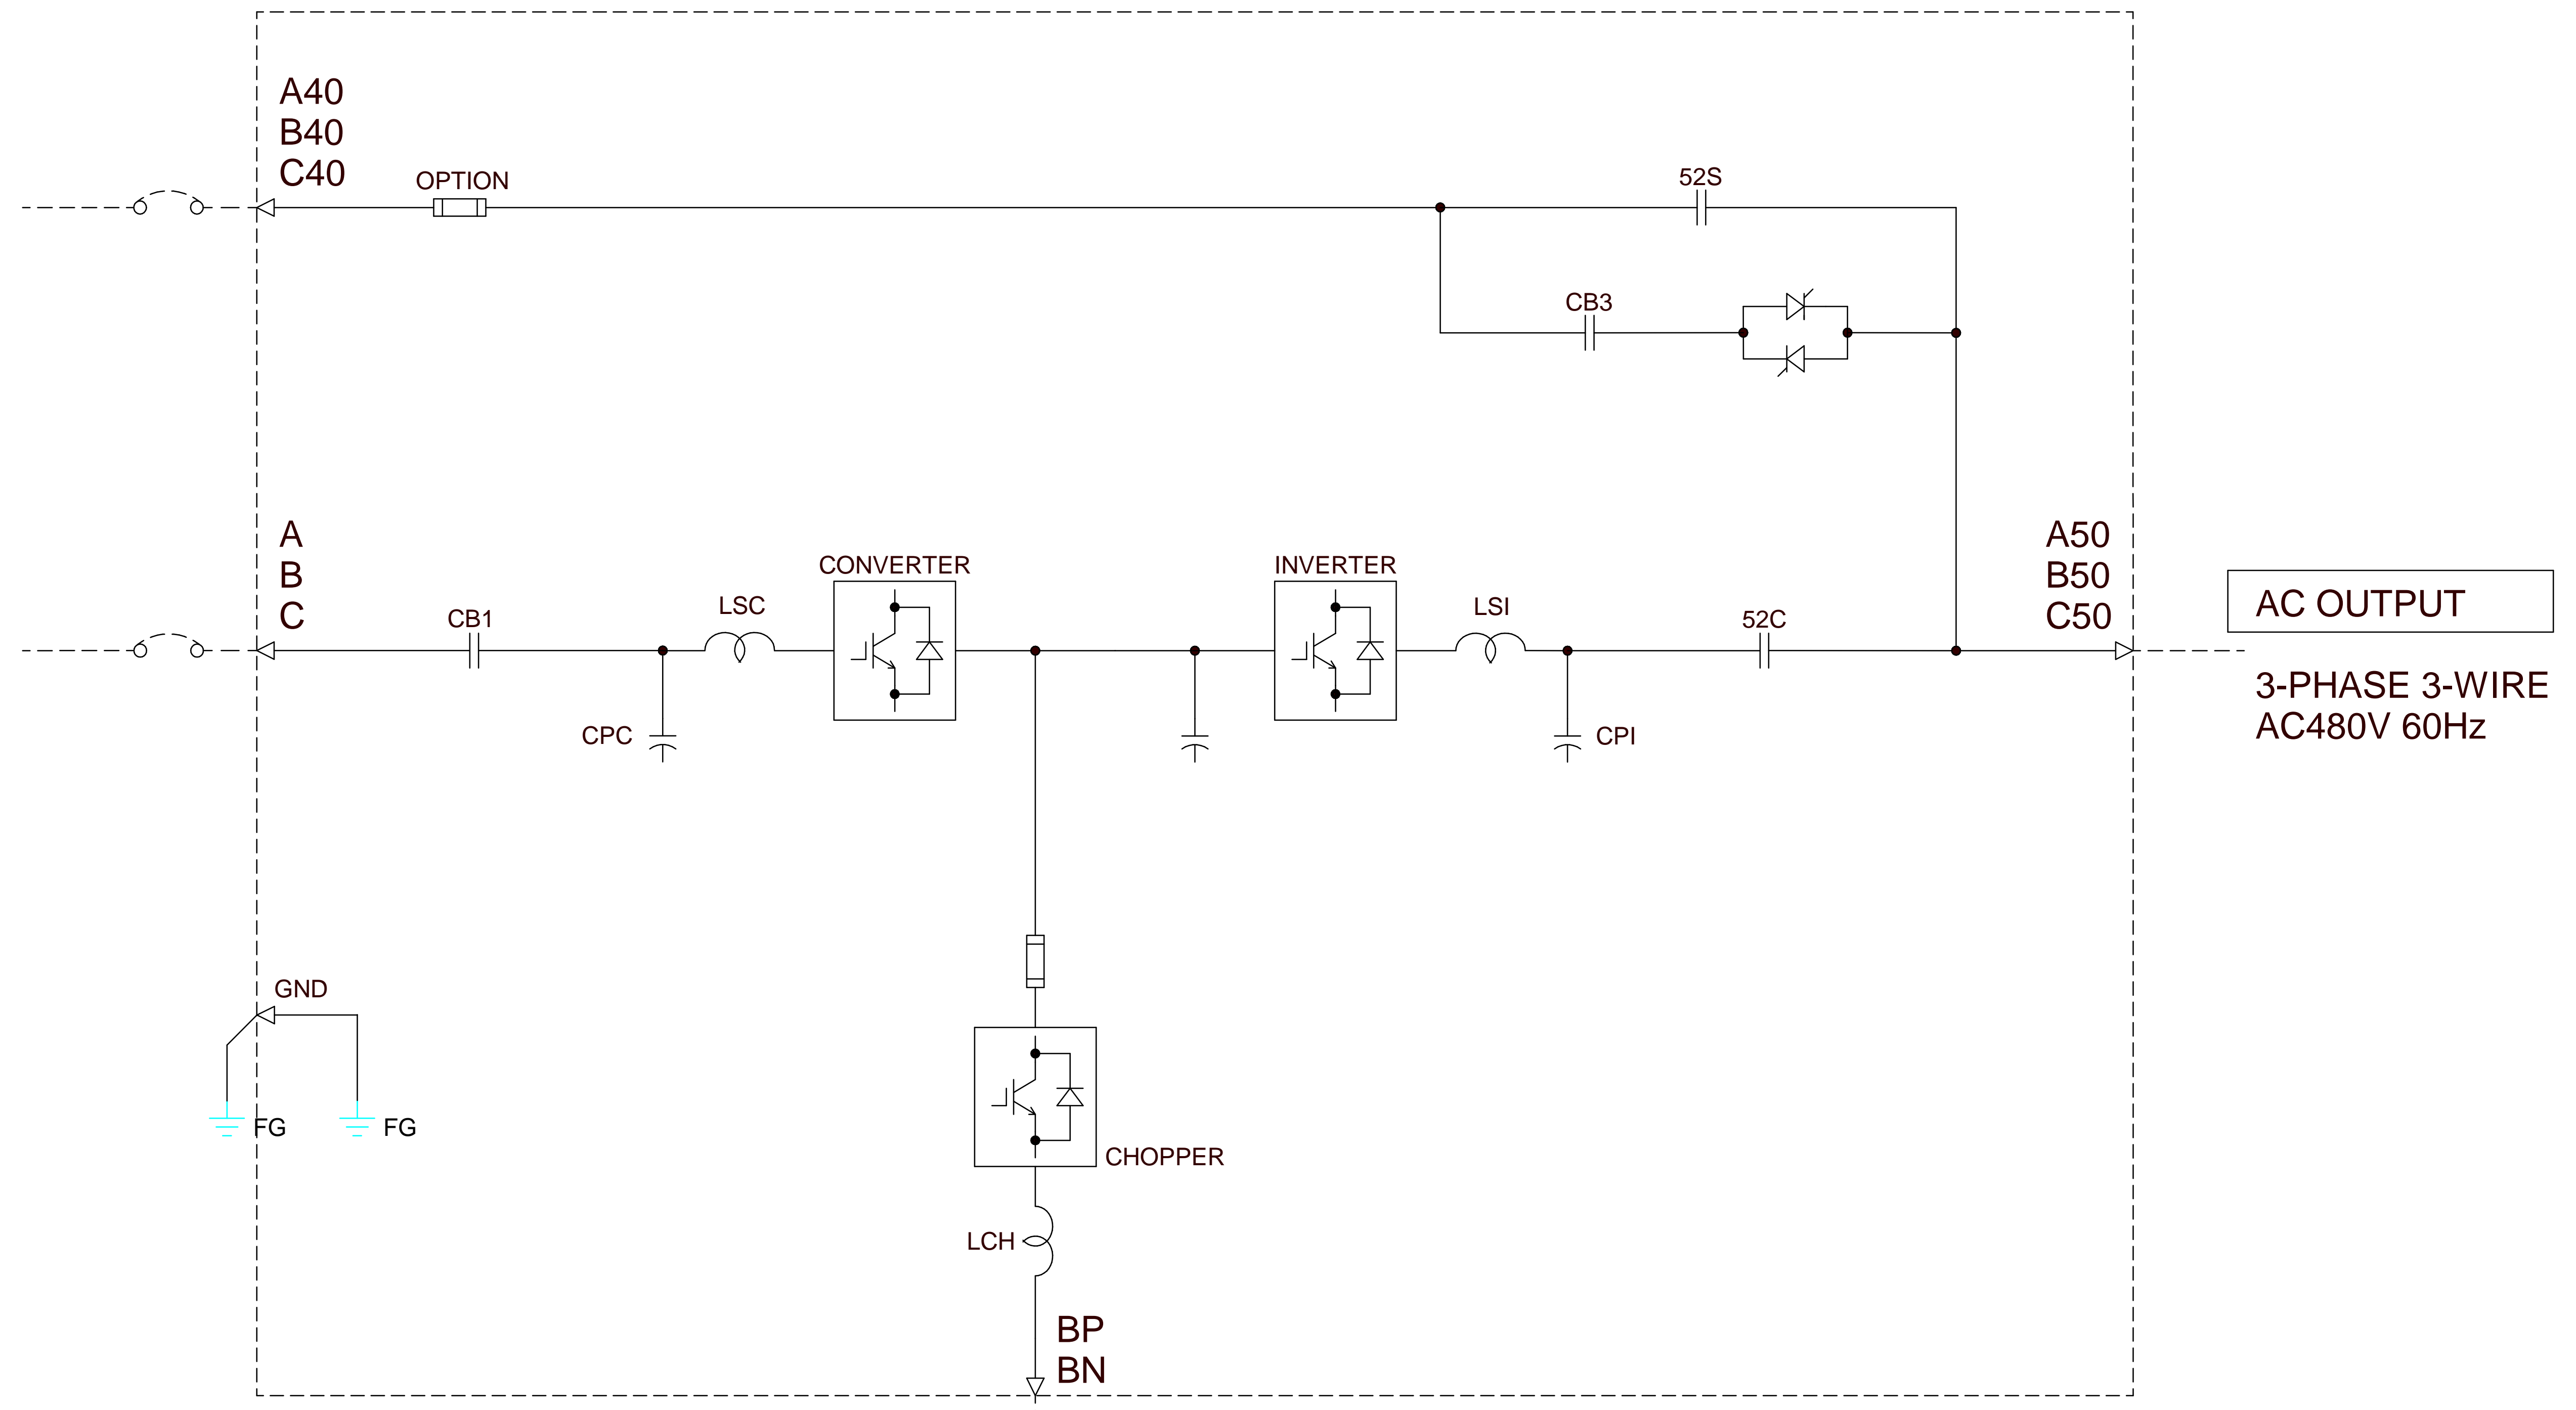 A40
B40
C40
OPTION
52S
CB3
A
B
C
CB1
LSC
CONVERTER
INVERTER
LSI
52C
A50
B50
C50
AC OUTPUT
3-PHASE 3-WIRE
AC480V 60Hz
CPC
CPI
GND
FG
FG
CHOPPER
LCH
BP
BN